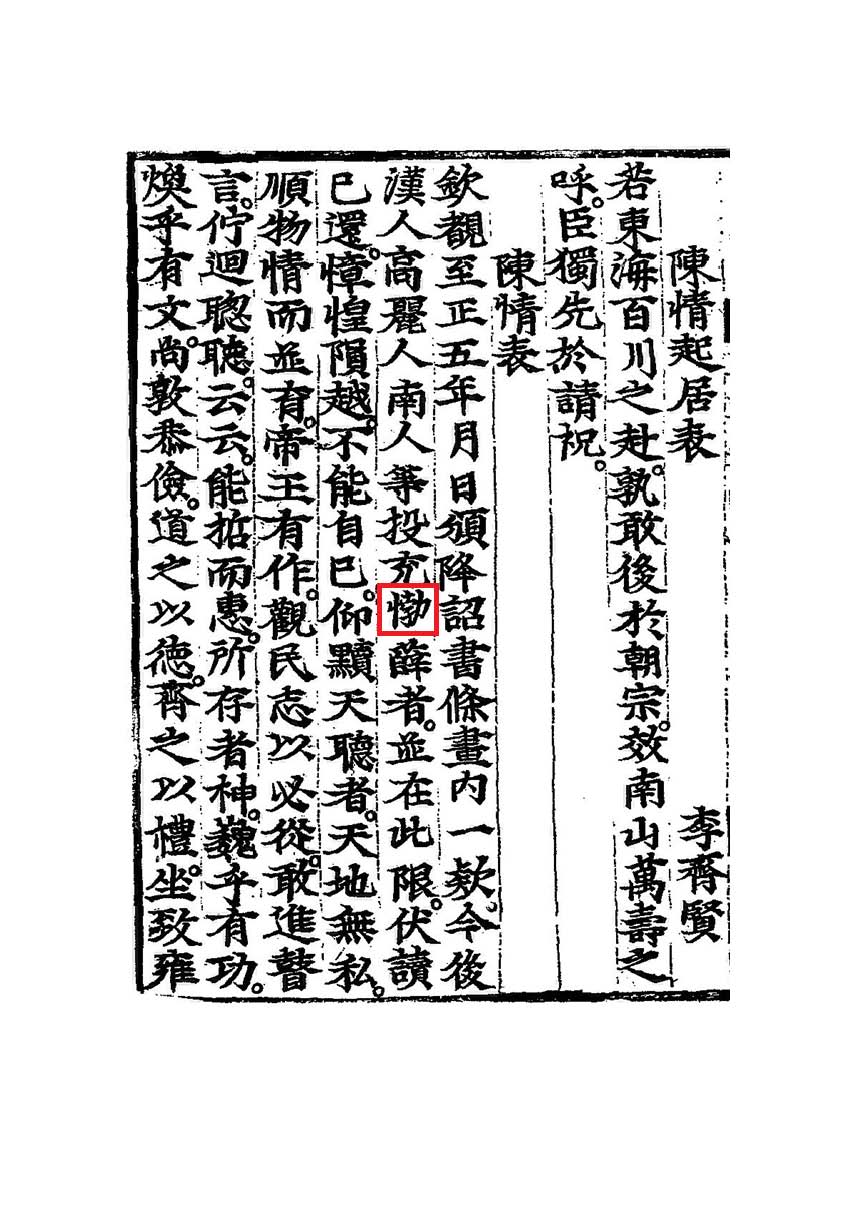 陳情起居表 李齊賢
若東海百川之赴。孰敢後於朝宗。效南山萬壽之
呼。臣獨先於請祝。
陳情表
欽觀至正五年月日頒降詔書條畫內一欵。今後
漢人高麗人南人等投充愂薛者。並在此限。伏讀
已還。慞惶隕越。不能自已。仰黷天聽者。天地無私。
順物情而並育。帝王有作。觀民志以必從。敢進瞽
言。佇迴聦聽。云云。能悊而惠。所存者神。巍乎有功。
煥乎有文。尚敦恭儉。道之以德。齊之以禮。坐致雍